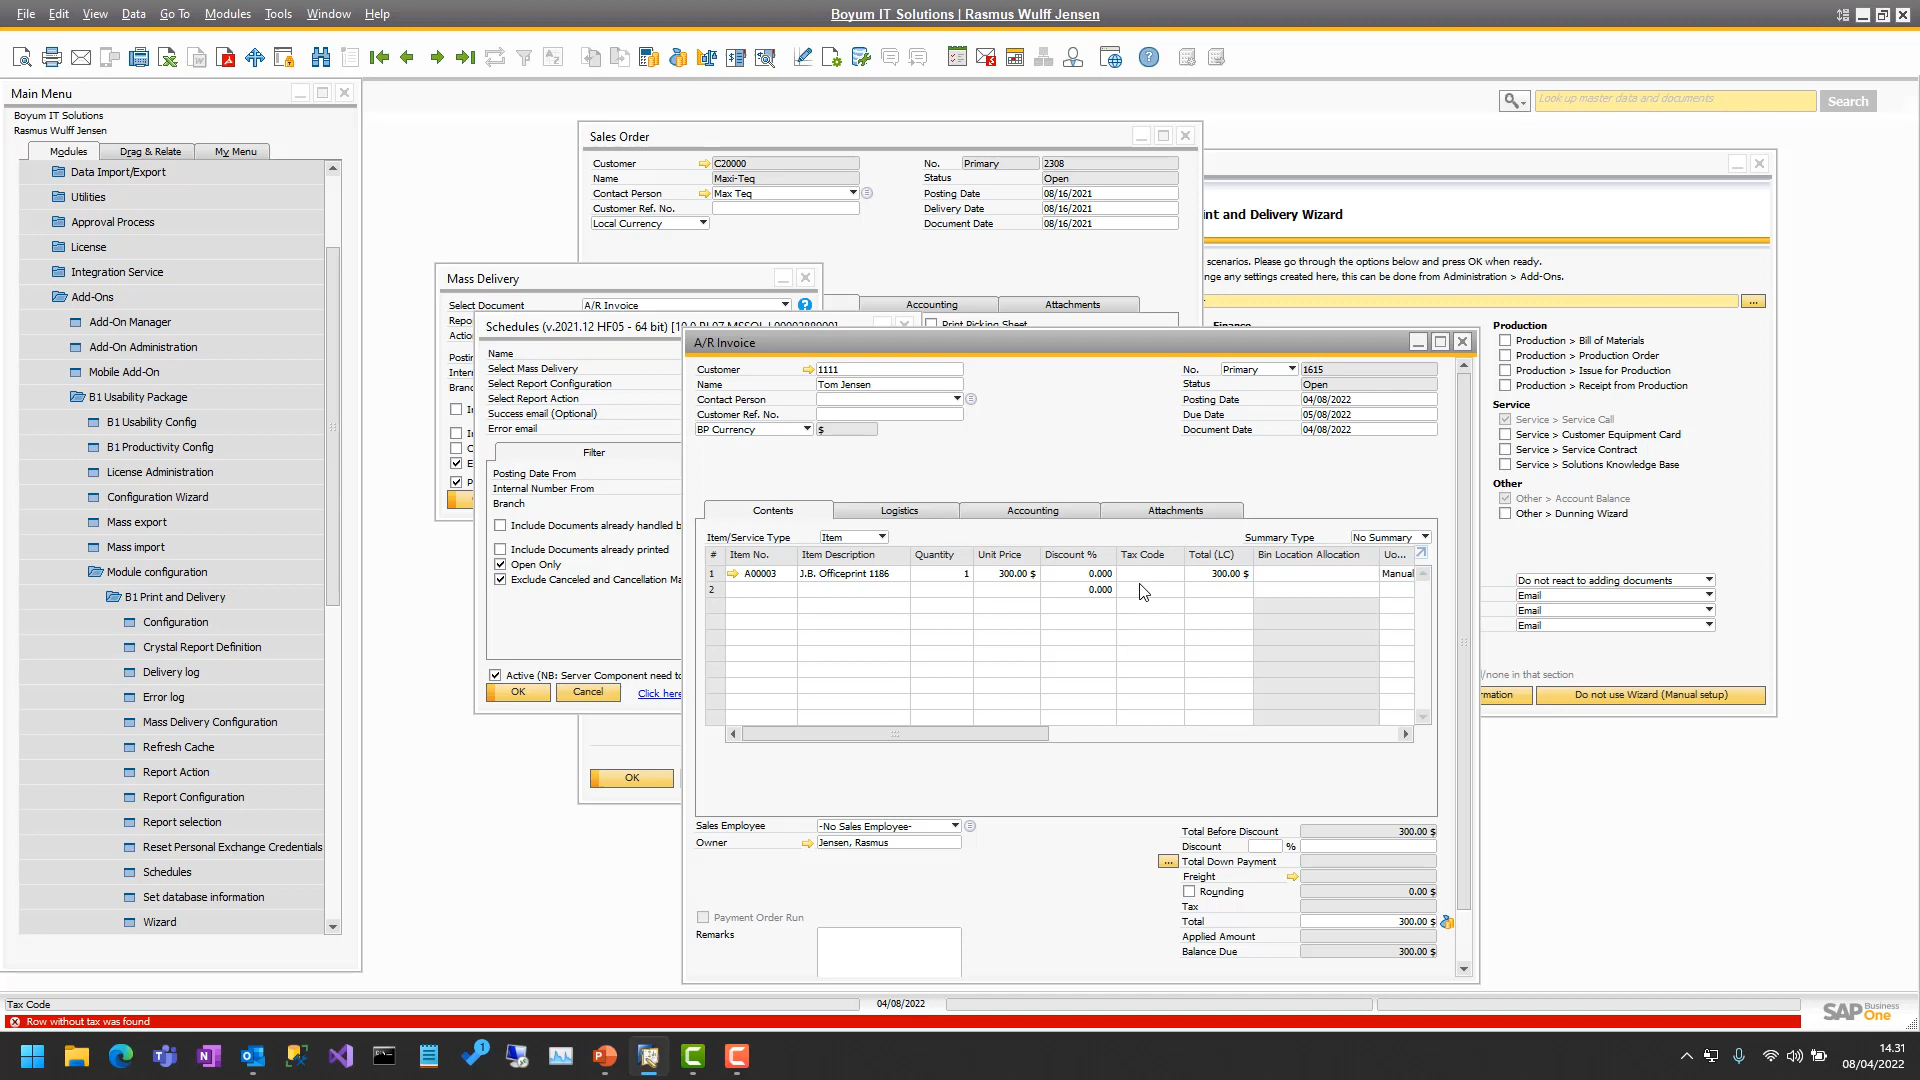 File Edit View Data Go To Modules Tools Window Help
Boyum IT Solutions | Rasmus Wulff Jensen
Look up master data and documents
Search
Main Menu
Boyum IT Solutions
Rasmus Wulff Jensen
Modules Drag & Relate My Menu
Data Import/Export
Utilities
Approval Process
License
Integration Service
Add-Ons
Add-On Manager
Add-On Administration
Mobile Add-On
B1 Usability Package
B1 Usability Config
B1 Productivity Config
License Administration
Configuration Wizard
Mass export
Mass import
Module configuration
B1 Print and Delivery
Configuration
Crystal Report Definition
Delivery log
Error log
Mass Delivery Configuration
Refresh Cache
Report Action
Report Configuration
Report selection
Reset Personal Exchange Credentials
Schedules
Set database information
Wizard
Sales Order
Customer C20000
Name Maxi-Teq
Contact Person Max Teq
Customer Ref. No.
Local Currency
No. Primary 2308
Status Open
Posting Date 08/16/2021
Delivery Date 08/16/2021
Document Date 08/16/2021
Accounting Attachments
Print Picking Sheet
OK
Mass Delivery
Select Document A/R Invoice
Repo
Actio
Postin
Intern
Branc
Schedules (v.2021.12 HF05 - 64 bit)
Name
Select Mass Delivery
Select Report Configuration
Select Report Action
Success email (Optional)
Error email
Filter
Posting Date From
Internal Number From
Branch
Include Documents already handled b
Include Documents already printed
Open Only
Exclude Canceled and Cancellation Ma
Active (NB: Server Component need to
OK Cancel Click here
A/R Invoice
Customer 1111
Name Tom Jensen
Contact Person
Customer Ref. No.
BP Currency $
No. Primary 1615
Status Open
Posting Date 04/08/2022
Due Date 05/08/2022
Document Date 04/08/2022
Contents Logistics Accounting Attachments
Item/Service Type Item
Summary Type No Summary
# Item No. Item Description Quantity Unit Price Discount % Tax Code Total (LC) Bin Location Allocation Uo...
1 A00003 J.B. Officeprint 1186 1 300.00 $ 0.000 300.00 $ Manual
2 0.000
Sales Employee -No Sales Employee-
Owner Jensen, Rasmus
Payment Order Run
Remarks
Total Before Discount 300.00 $
Discount %
... Total Down Payment
Freight
Rounding 0.00 $
Tax
Total 300.00 $
Applied Amount
Balance Due 300.00 $
int and Delivery Wizard
scenarios. Please go through the options below and press OK when ready.
nge any settings created here, this can be done from Administration > Add-Ons.
...
Finance
Production
Production > Bill of Materials
Production > Production Order
Production > Issue for Production
Production > Receipt from Production
Service
Service > Service Call
Service > Customer Equipment Card
Service > Service Contract
Service > Solutions Knowledge Base
Other
Other > Account Balance
Other > Dunning Wizard
Do not react to adding documents
Email
Email
Email
/none in that section
mation Do not use Wizard (Manual setup)
Tax Code 04/08/2022
Row without tax was found
SAP Business One
14.31
08/04/2022